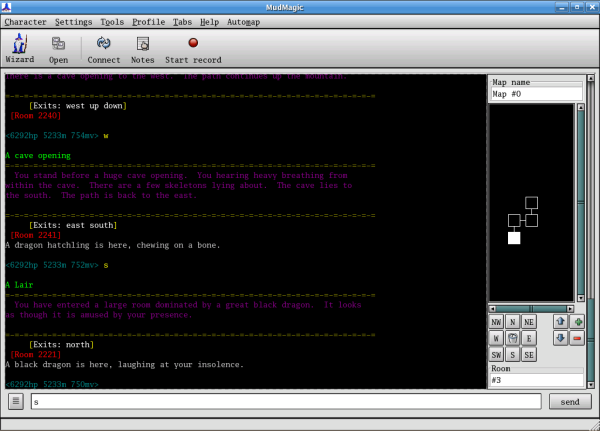 MudMagic
Character Settings Tools Profile Tabs Help Automap
Wizard Open Connect Notes Start record
There is a cave opening to the west. The path continues up the mountain.
=-=-=-=-=-=-=-=-=-=-=-=-=-=-=-=-=-=-=-=-=-=-=-=-=-=-=-=-=-=-=-=-=-=-=-=
[Exits: west up down]
[Room 2240]
<6292hp 5233m 754mv> w
A cave opening
=-=-=-=-=-=-=-=-=-=-=-=-=-=-=-=-=-=-=-=-=-=-=-=-=-=-=-=-=-=-=-=-=-=-=-=
You stand before a huge cave opening. You hearing heavy breathing from
within the cave. There are a few skeletons lying about. The cave lies to
the south. The path is back to the east.
=-=-=-=-=-=-=-=-=-=-=-=-=-=-=-=-=-=-=-=-=-=-=-=-=-=-=-=-=-=-=-=-=-=-=-=
[Exits: east south]
[Room 2241]
A dragon hatchling is here, chewing on a bone.
<6292hp 5233m 752mv> s
A Lair
=-=-=-=-=-=-=-=-=-=-=-=-=-=-=-=-=-=-=-=-=-=-=-=-=-=-=-=-=-=-=-=-=-=-=-=
You have entered a large room dominated by a great black dragon. It looks
as though it is amused by your presence.
=-=-=-=-=-=-=-=-=-=-=-=-=-=-=-=-=-=-=-=-=-=-=-=-=-=-=-=-=-=-=-=-=-=-=-=
[Exits: north]
[Room 2221]
A black dragon is here, laughing at your insolence.
<6292hp 5233m 750mv>
Map name
Map #0
NW N NE
W E
SW S SE
Room
#3
s
send